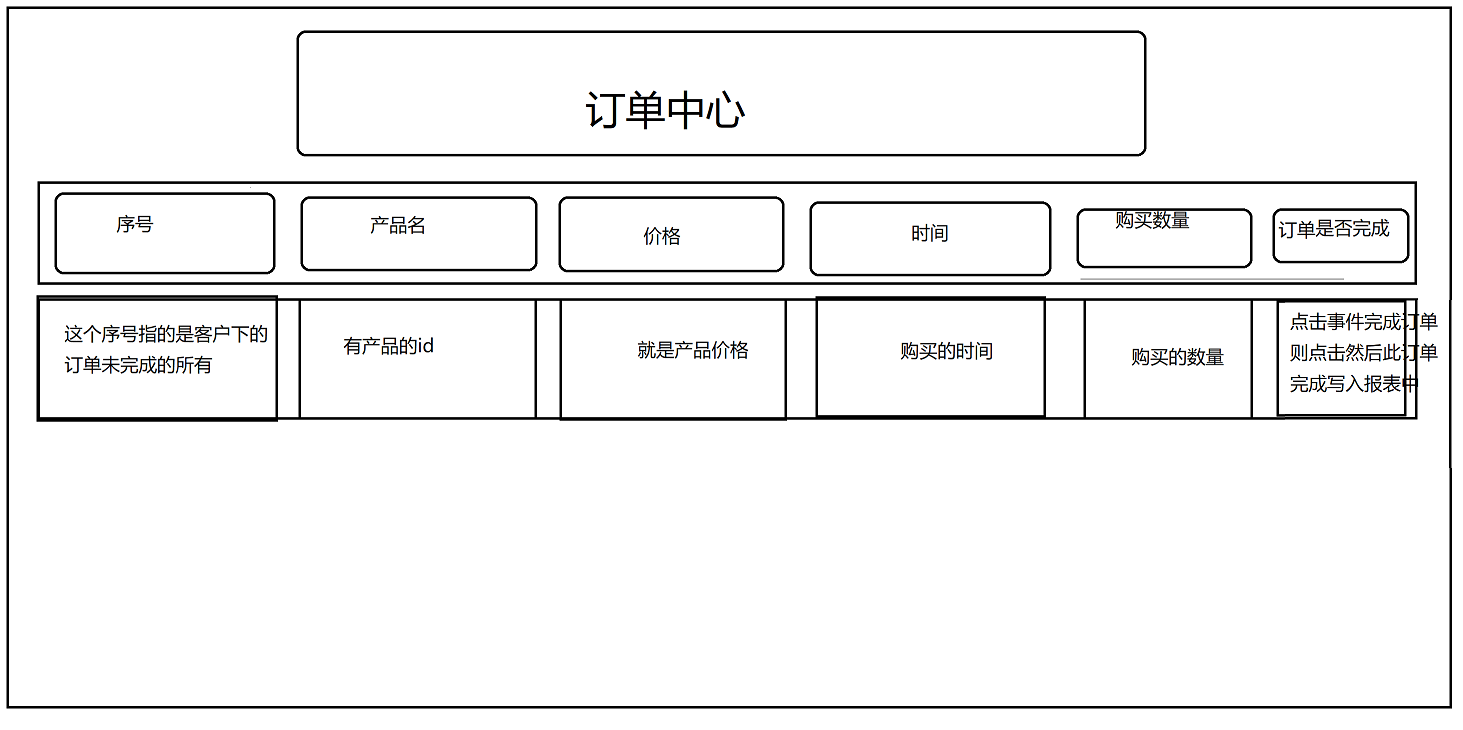 订单中心
序号
产品名
价格
时间
购买数量
订单是否完成
这个序号指的是客户下的
订单未完成的所有
有产品的id
就是产品价格
购买的时间
购买的数量
点击事件完成订单
则点击然后此订单
完成写入报表中